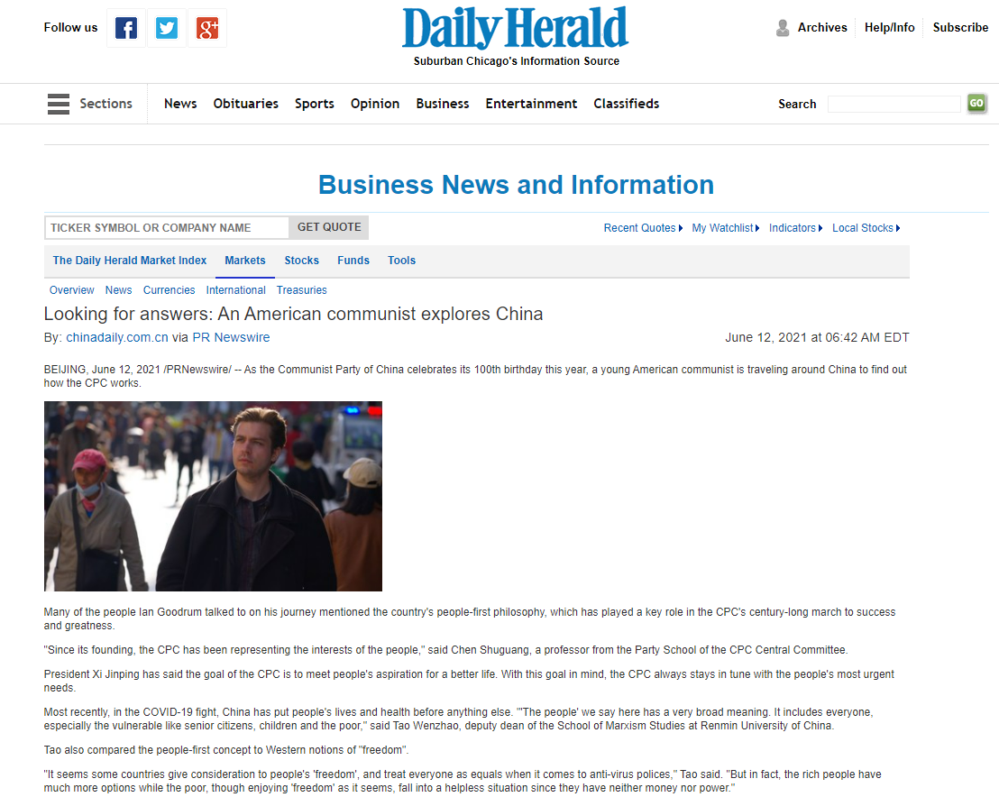 Follow us
Daily Herald
Suburban Chicago's Information Source
Archives
Help/Info
Subscribe
Sections
News
Obituaries
Sports
Opinion
Business
Entertainment
Classifieds
Search
GO
Business News and Information
TICKER SYMBOL OR COMPANY NAME
GET QUOTE
Recent Quotes
My Watchlist
Indicators
Local Stocks
The Daily Herald Market Index
Markets
Stocks
Funds
Tools
Overview
News
Currencies
International
Treasuries
Looking for answers: An American communist explores China
By: chinadaily.com.cn via PR Newswire
June 12, 2021 at 06:42 AM EDT
BEIJING, June 12, 2021 /PRNewswire/ -- As the Communist Party of China celebrates its 100th birthday this year, a young American communist is traveling around China to find out
how the CPC works.
Many of the people Ian Goodrum talked to on his journey mentioned the country's people-first philosophy, which has played a key role in the CPC's century-long march to success
and greatness.
"Since its founding, the CPC has been representing the interests of the people," said Chen Shuguang, a professor from the Party School of the CPC Central Committee.
President Xi Jinping has said the goal of the CPC is to meet people's aspiration for a better life. With this goal in mind, the CPC always stays in tune with the people's most urgent
needs.
Most recently, in the COVID-19 fight, China has put people's lives and health before anything else. "'The people' we say here has a very broad meaning. It includes everyone,
especially the vulnerable like senior citizens, children and the poor," said Tao Wenzhao, deputy dean of the School of Marxism Studies at Renmin University of China.
Tao also compared the people-first concept to Western notions of "freedom".
"It seems some countries give consideration to people's 'freedom', and treat everyone as equals when it comes to anti-virus polices," Tao said. "But in fact, the rich people have
much more options while the poor, though enjoying 'freedom' as it seems, fall into a helpless situation since they have neither money nor power."